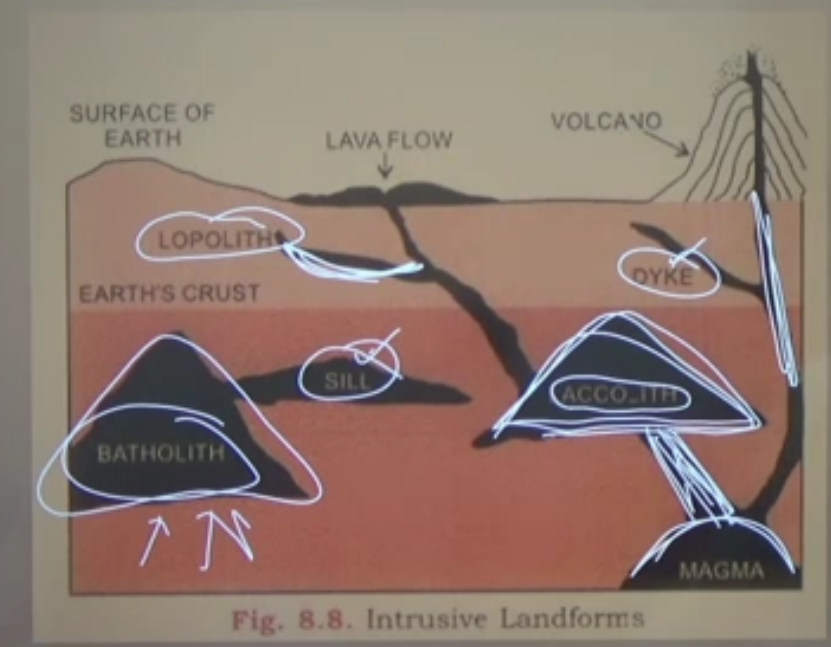 SURFACE OF
EARTH
LAVA FLOW
VOLCANO
LOPOLITH
DYKE
EARTH'S CRUST
SILL
ACCOLITH
BATHOLITH
MAGMA
Fig. 8.8. Intrusive Landforms